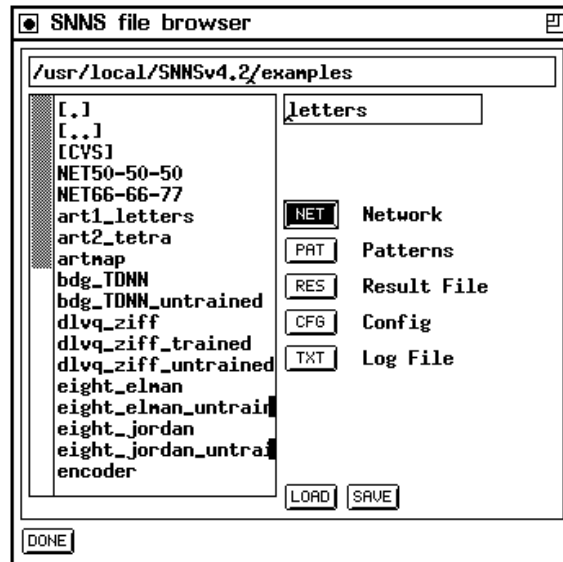 SNNS file browser
/usr/local/SNNSv4.2/examples
[.]
[..]
[CVS]
NET50-50-50
NET66-66-77
art1_letters
art2_tetra
artmap
bdg_TDNN
bdg_TDNN_untrained
dlvq_ziff
dlvq_ziff_trained
dlvq_ziff_untrained
eight_elman
eight_elman_untrain
eight_jordan
eight_jordan_untrai
encoder
letters
NET Network
PAT Patterns
RES Result File
CFG Config
TXT Log File
LOAD SAVE
DONE